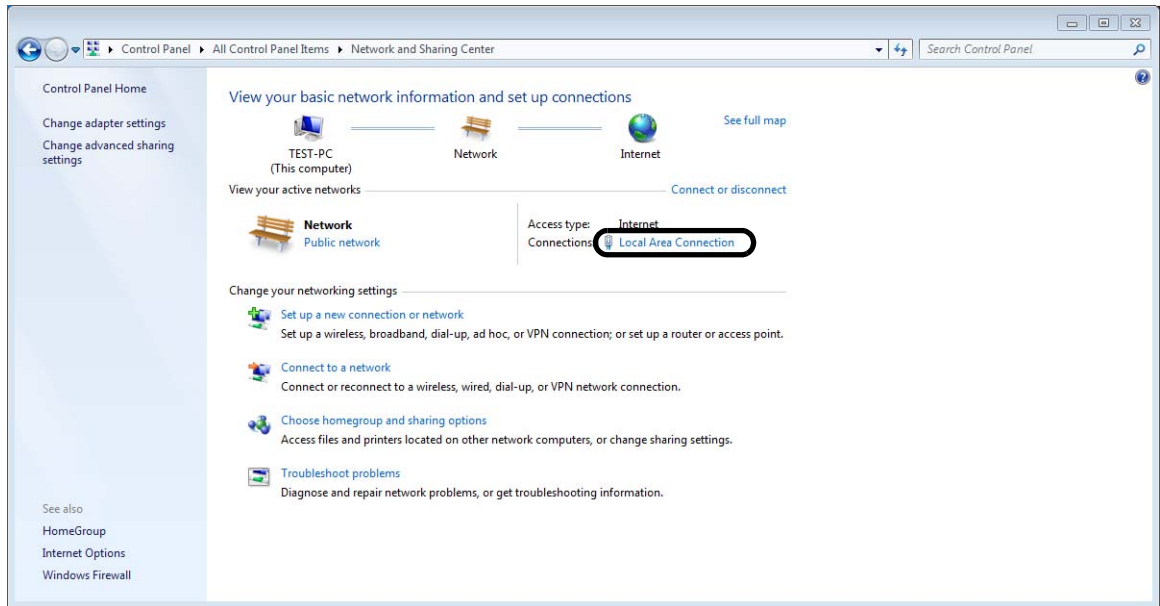 Control Panel ▸ All Control Panel Items ▸ Network and Sharing Center
Search Control Panel
Control Panel Home
Change adapter settings
Change advanced sharing
settings
See also
HomeGroup
Internet Options
Windows Firewall
View your basic network information and set up connections
See full map
TEST-PC
(This computer)
Network
Internet
View your active networks
Connect or disconnect
Network
Public network
Access type: Internet
Connections: Local Area Connection
Change your networking settings
Set up a new connection or network
Set up a wireless, broadband, dial-up, ad hoc, or VPN connection; or set up a router or access point.
Connect to a network
Connect or reconnect to a wireless, wired, dial-up, or VPN network connection.
Choose homegroup and sharing options
Access files and printers located on other network computers, or change sharing settings.
Troubleshoot problems
Diagnose and repair network problems, or get troubleshooting information.